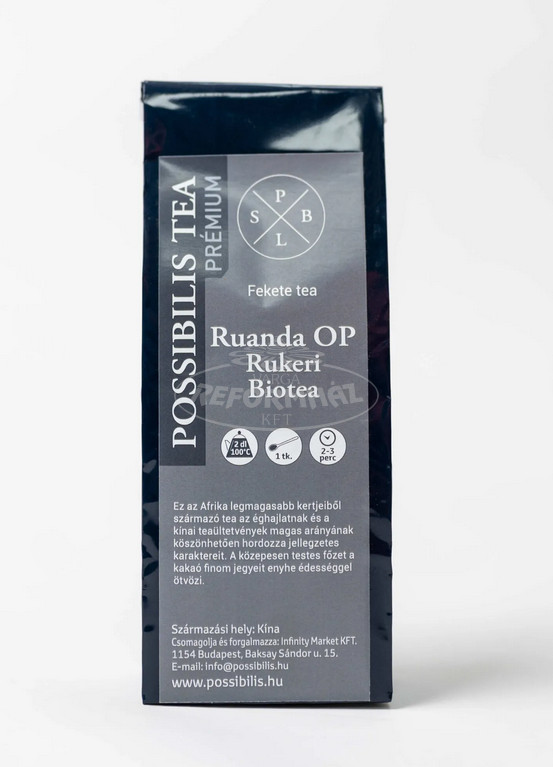 POSSIBILIS TEA
PRÉMIUM
P
S B
L
Fekete tea
Ruanda OP
Rukeri
Biotea
VARGA
REFORMHÁZ
KFT
2 dl
100°C
1 tk.
2-3
perc
Ez az Afrika legmagasabb kertjeiből
származó tea az éghajlatnak és a
kínai teaültetvények magas arányának
köszönhetően hordozza jellegzetes
karaktereit. A közepesen testes főzet a
kakaó finom jegyeit enyhe édességgel
ötvözi.
Származási hely: Kína
Csomagolja és forgalmazza: Infinity Market KFT.
1154 Budapest, Baksay Sándor u. 15.
E-mail: info@possibilis.hu
www.possibilis.hu